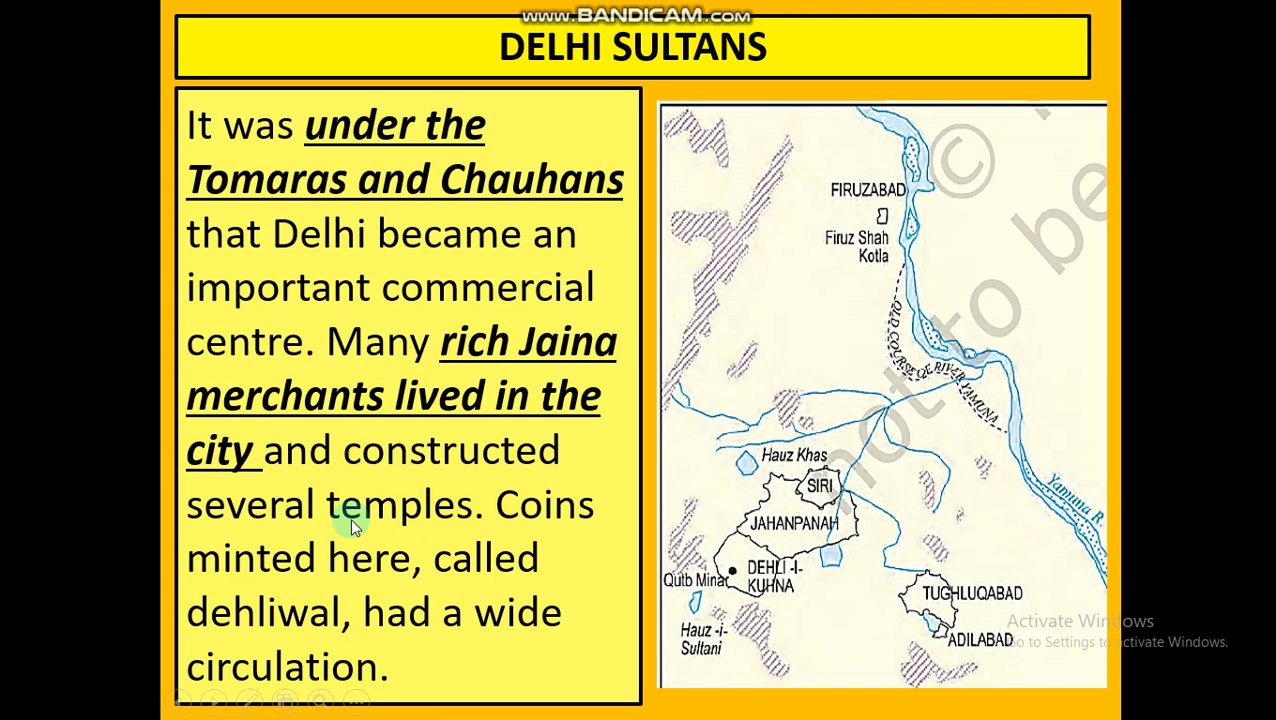 www.BANDICAM.com
DELHI SULTANS
It was under the
Tomaras and Chauhans
that Delhi became an
important commercial
centre. Many rich Jaina
merchants lived in the
city and constructed
several temples. Coins
minted here, called
dehliwal, had a wide
circulation.
©
not to be
FIRUZABAD
Firuz Shah
Kotla
OLD COURSE OF RIVER YAMUNA
Hauz Khas
SIRI
Yamuna R.
JAHANPANAH
DEHLI -I-
KUHNA
Qutb Minar
TUGHLUQABAD
Hauz -i-
Sultani
ADILABAD
Activate Windows
Go to Settings to Activate Windows.